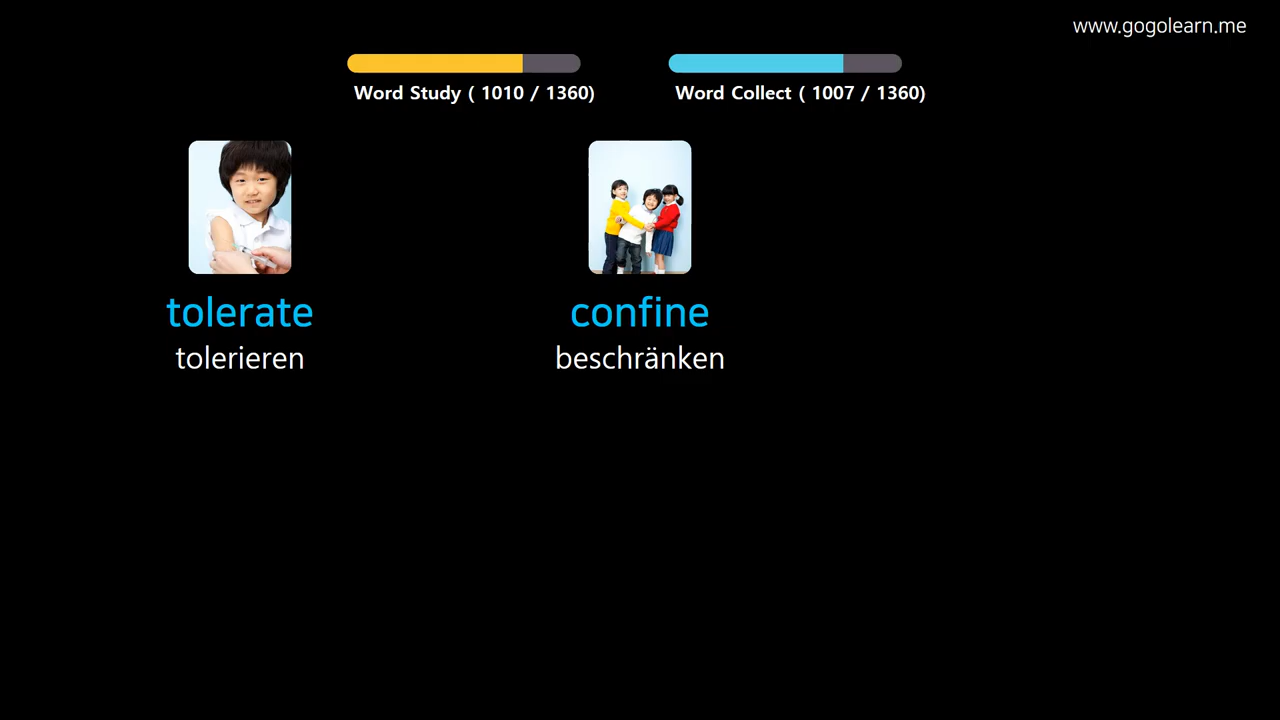 www.gogolearn.me
Word Study ( 1010 / 1360)
Word Collect ( 1007 / 1360)
tolerate
tolerieren
confine
beschränken